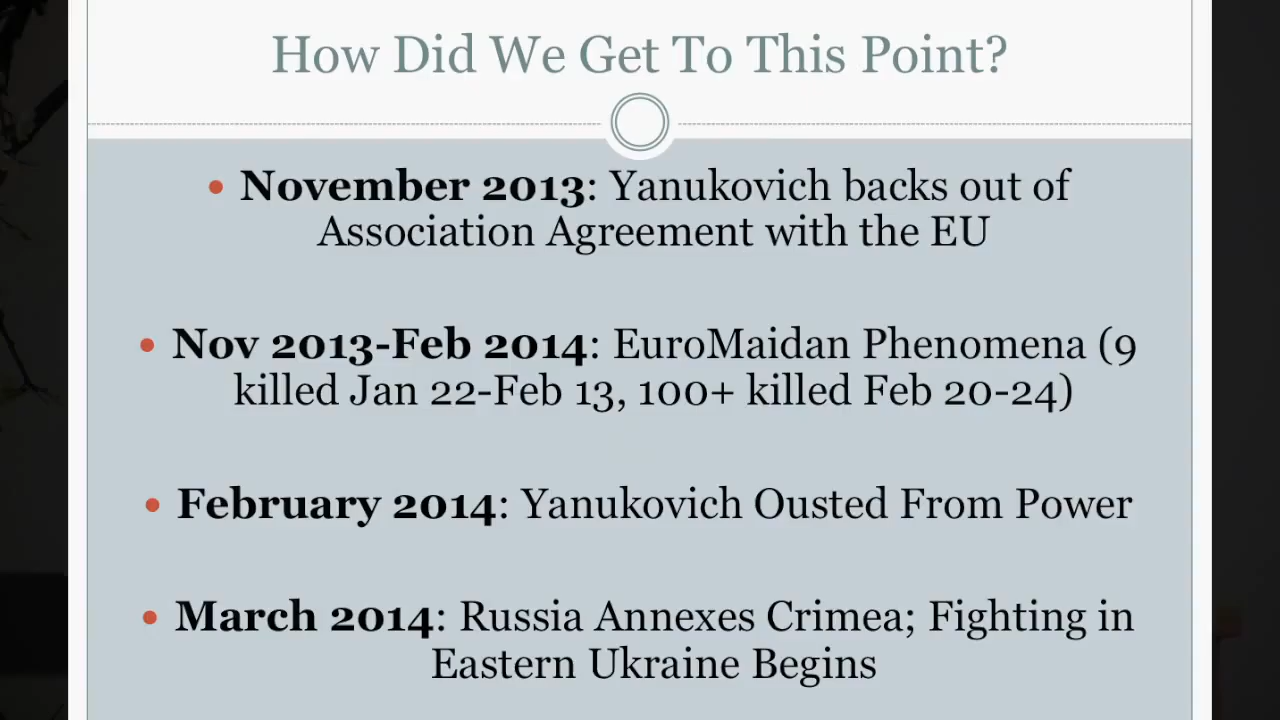 How Did We Get To This Point?
• November 2013: Yanukovich backs out of
Association Agreement with the EU
• Nov 2013-Feb 2014: EuroMaidan Phenomena (9
killed Jan 22-Feb 13, 100+ killed Feb 20-24)
• February 2014: Yanukovich Ousted From Power
• March 2014: Russia Annexes Crimea; Fighting in
Eastern Ukraine Begins